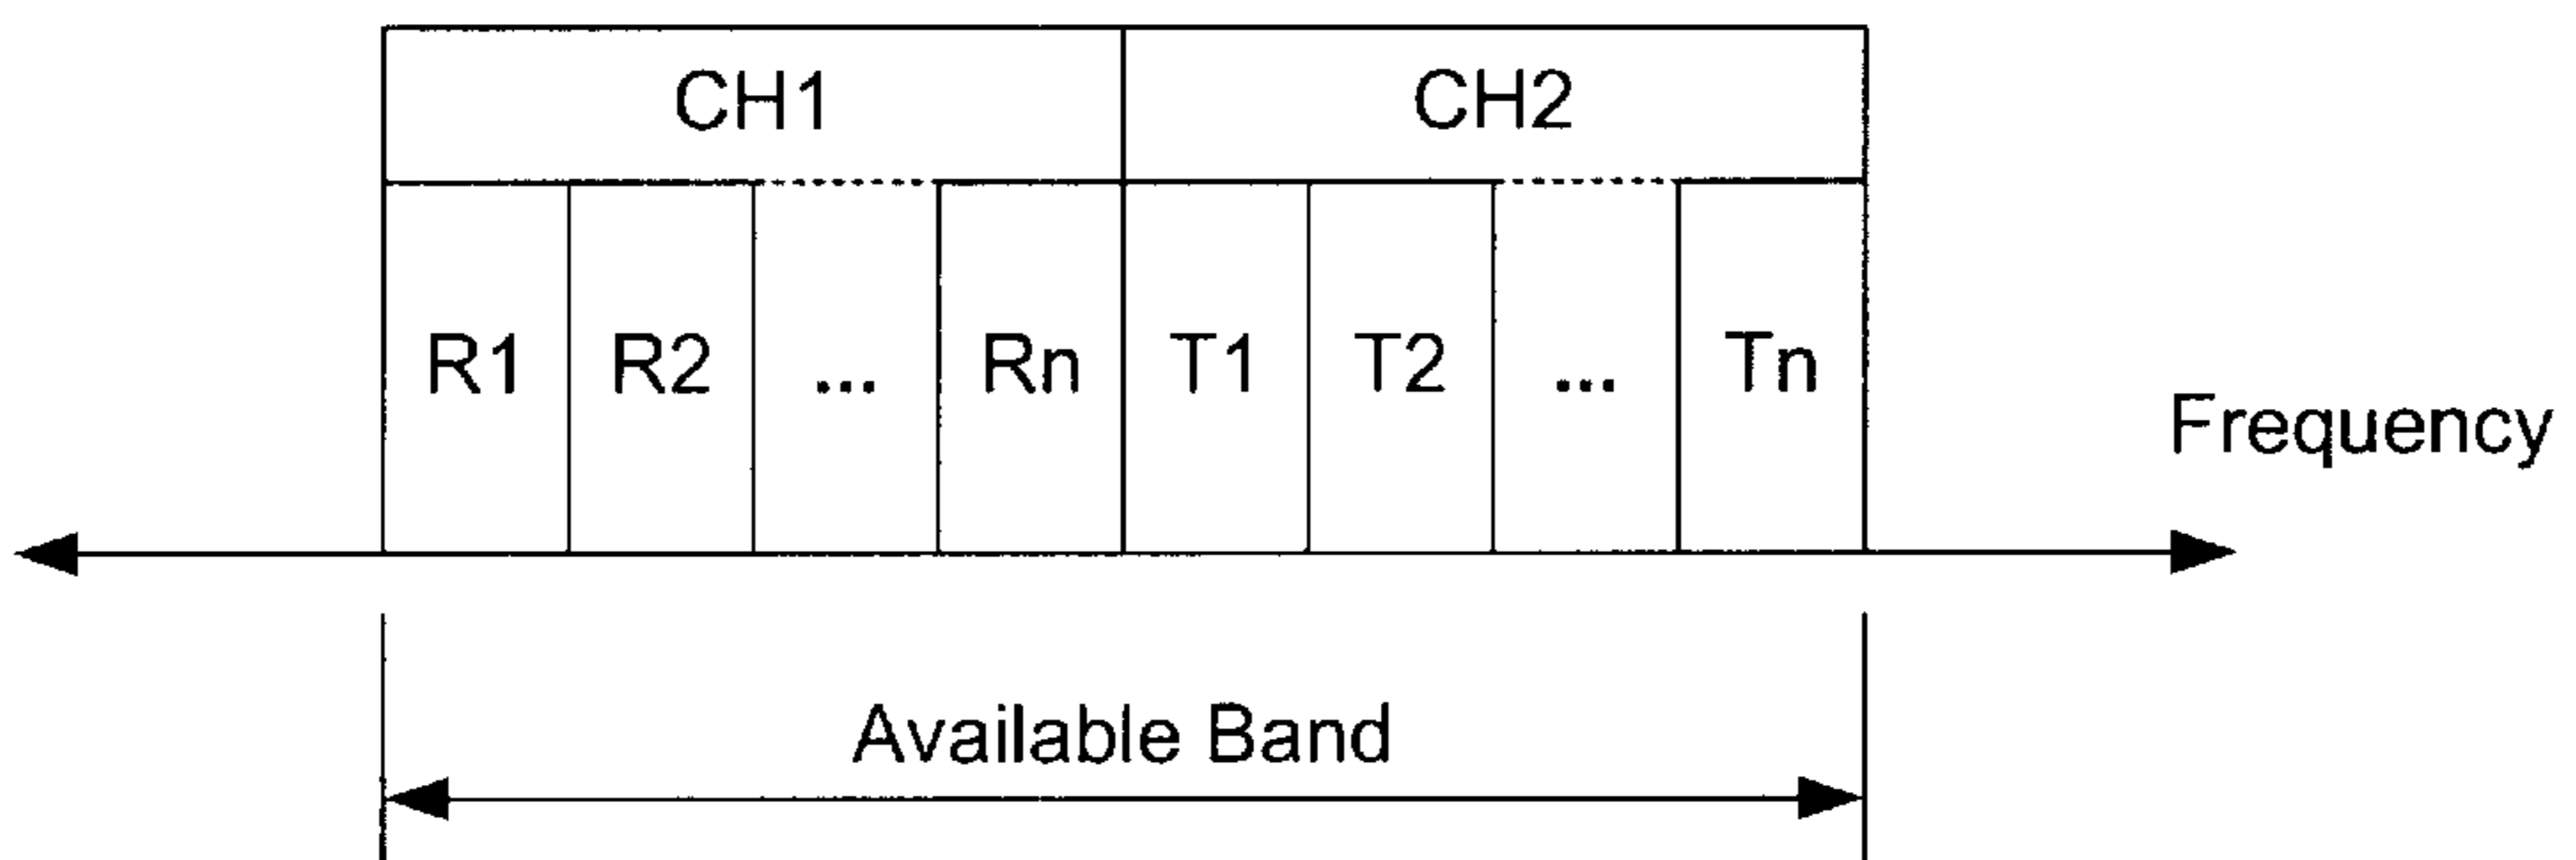 CH1 CH2
R1 R2 ... Rn T1 T2 ... Tn
Frequency
Available Band